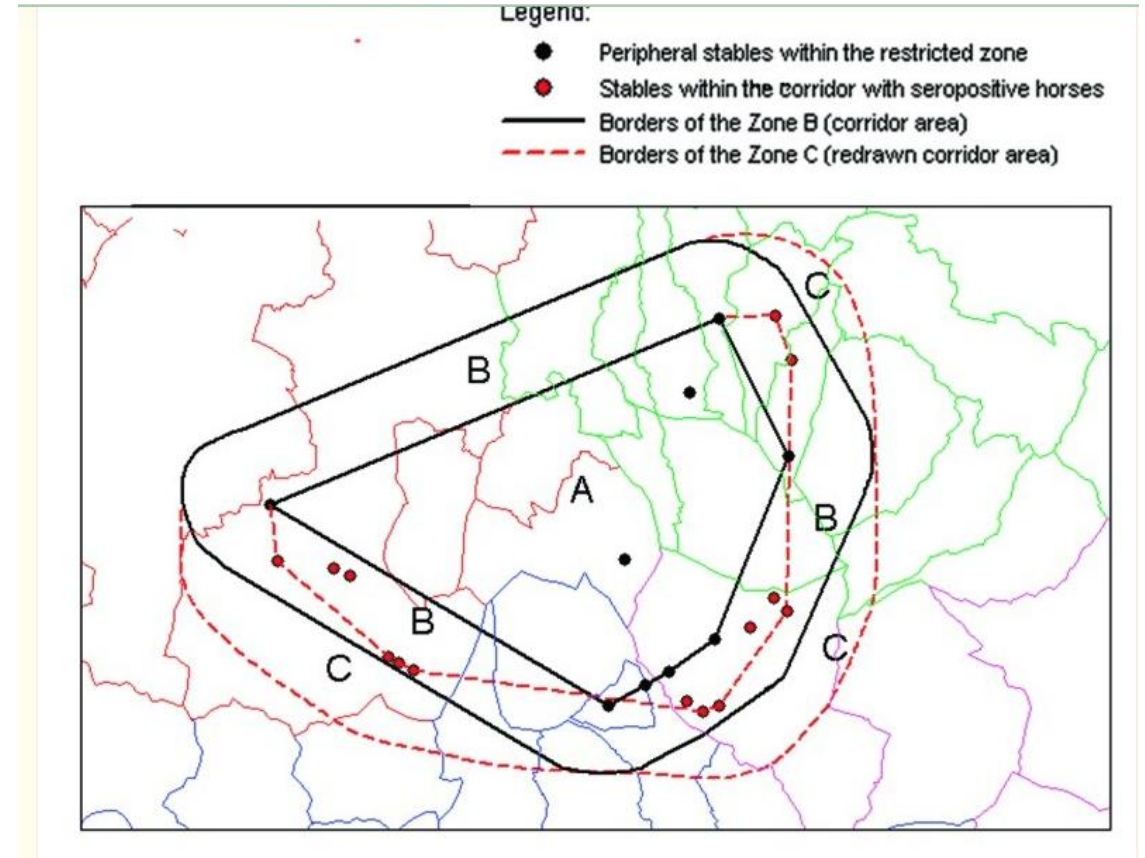 Legend:
Peripheral stables within the restricted zone
Stables within the corridor with seropositive horses
Borders of the Zone B (corridor area)
Borders of the Zone C (redrawn corridor area)
C
B
A
B
B
C
C